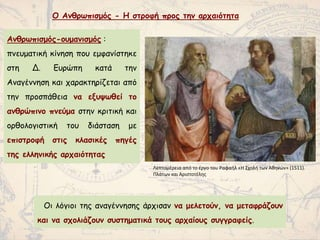 Ο Ανθρωπισμός - Η στροφή προς την αρχαιότητα
Ανθρωπισμός-ουμανισμός :
πνευματική κίνηση που εμφανίστηκε
στη Δ. Ευρώπη κατά την
Αναγέννηση και χαρακτηρίζεται από
την προσπάθεια να εξυψωθεί το
ανθρώπινο πνεύμα στην κριτική και
ορθολογιστική του διάσταση με
επιστροφή στις κλασικές πηγές
της ελληνικής αρχαιότητας
Λεπτομέρεια από το έργο του Ραφαήλ «Η Σχολή των Αθηνών» (1511).
Πλάτων και Αριστοτέλης
Οι λόγιοι της αναγέννησης άρχισαν να μελετούν, να μεταφράζουν
και να σχολιάζουν συστηματικά τους αρχαίους συγγραφείς.